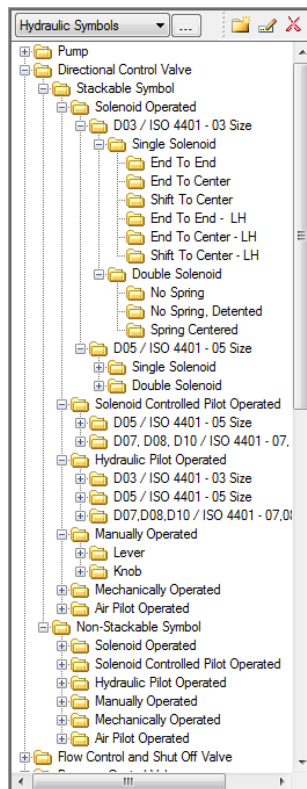 Hydraulic Symbols
...
Pump
Directional Control Valve
Stackable Symbol
Solenoid Operated
D03 / ISO 4401 - 03 Size
Single Solenoid
End To End
End To Center
Shift To Center
End To End - LH
End To Center - LH
Shift To Center - LH
Double Solenoid
No Spring
No Spring, Detented
Spring Centered
D05 / ISO 4401 - 05 Size
Single Solenoid
Double Solenoid
Solenoid Controlled Pilot Operated
D05 / ISO 4401 - 05 Size
D07, D08, D10 / ISO 4401 - 07,
Hydraulic Pilot Operated
D03 / ISO 4401 - 03 Size
D05 / ISO 4401 - 05 Size
D07,D08,D10 / ISO 4401 - 07,08
Manually Operated
Lever
Knob
Mechanically Operated
Air Pilot Operated
Non-Stackable Symbol
Solenoid Operated
Solenoid Controlled Pilot Operated
Hydraulic Pilot Operated
Manually Operated
Mechanically Operated
Air Pilot Operated
Flow Control and Shut Off Valve